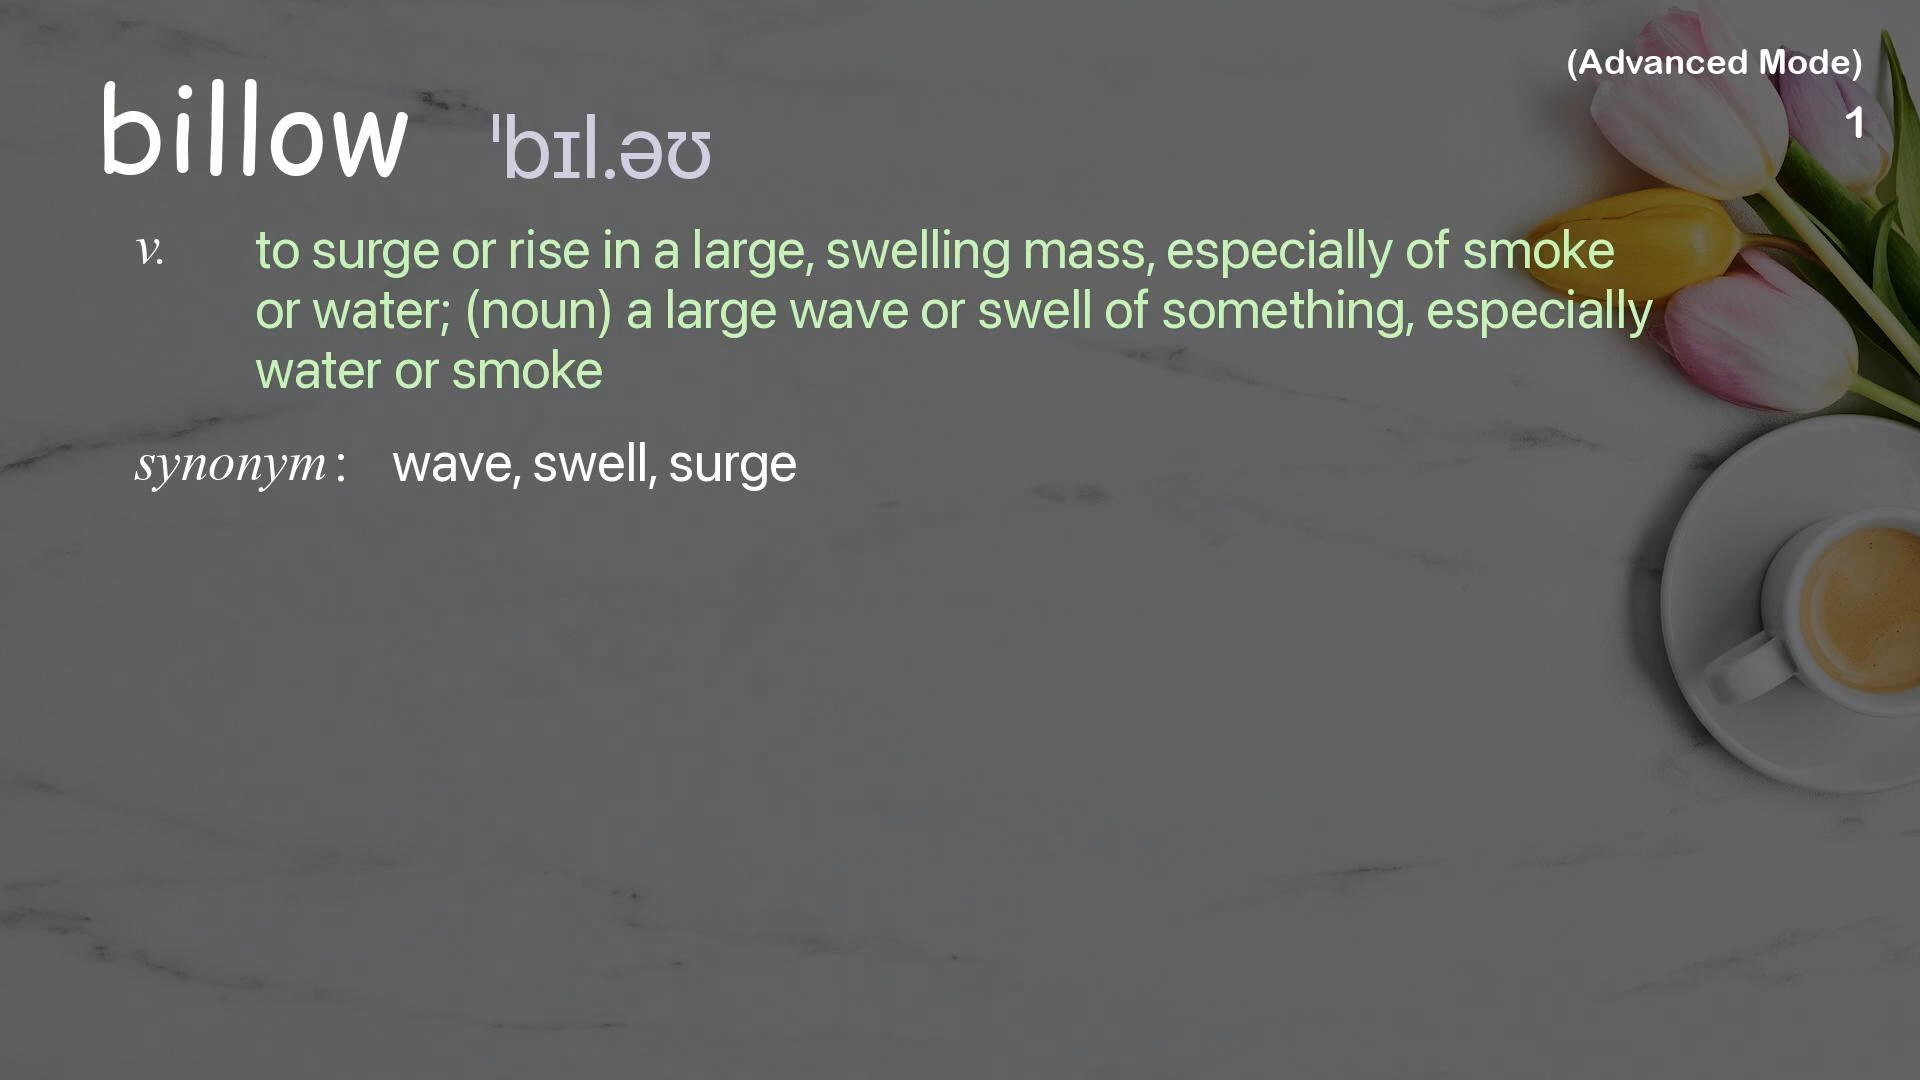 (Advanced Mode)
1
billow ˈbɪl.əʊ
v. to surge or rise in a large, swelling mass, especially of smoke
or water; (noun) a large wave or swell of something, especially
water or smoke
synonym: wave, swell, surge